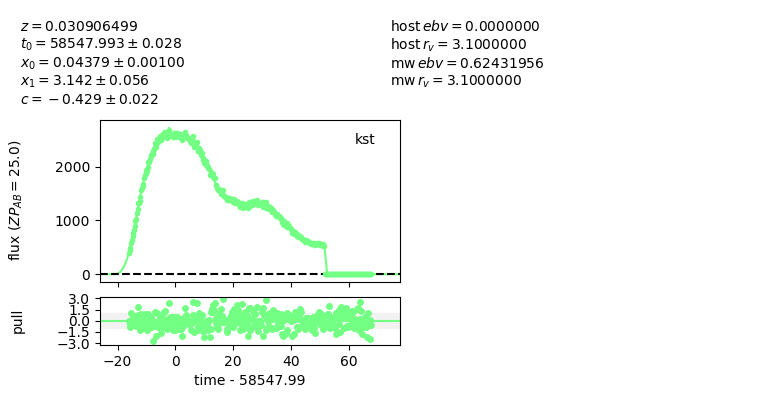 z = 0.030906499
t₀ = 58547.993 ± 0.028
x₀ = 0.04379 ± 0.00100
x₁ = 3.142 ± 0.056
c = −0.429 ± 0.022
host ebv = 0.0000000
host r_v = 3.1000000
mw ebv = 0.62431956
mw r_v = 3.1000000
flux (ZP_AB = 25.0)
2000
1000
0
kst
pull
3.0
1.5
0.0
−1.5
−3.0
−20 0 20 40 60
time - 58547.99